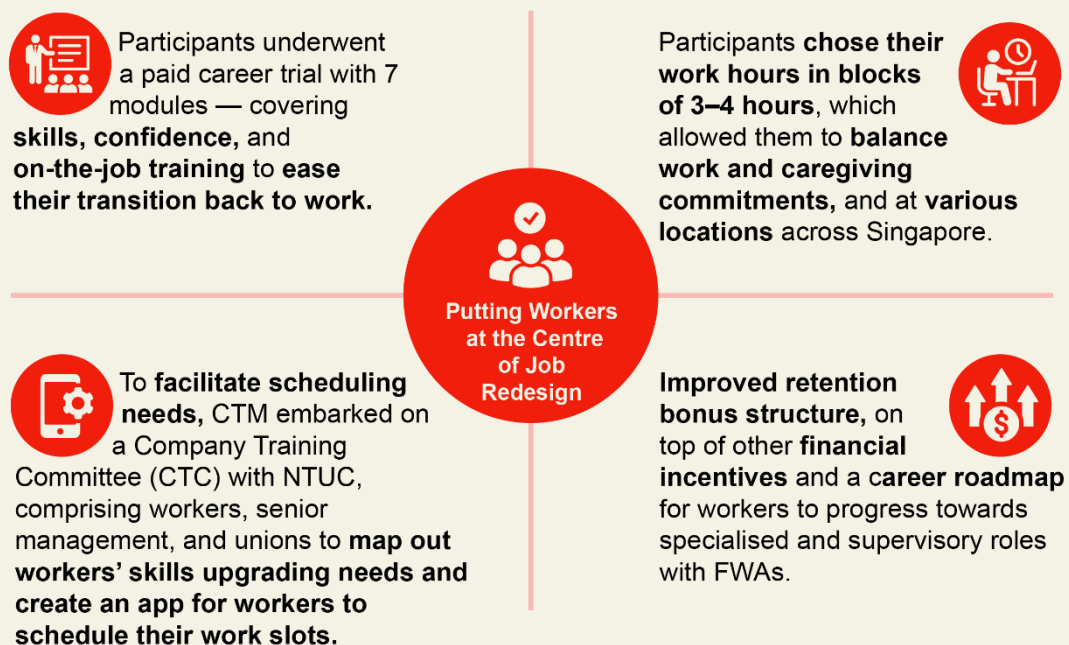 Participants underwent
a paid career trial with 7
modules — covering
skills, confidence, and
on-the-job training to ease
their transition back to work.
Participants chose their
work hours in blocks
of 3–4 hours, which
allowed them to balance
work and caregiving
commitments, and at various
locations across Singapore.
Putting Workers
at the Centre
of Job
Redesign
To facilitate scheduling
needs, CTM embarked on
a Company Training
Committee (CTC) with NTUC,
comprising workers, senior
management, and unions to map out
workers’ skills upgrading needs and
create an app for workers to
schedule their work slots.
Improved retention
bonus structure, on
top of other financial
incentives and a career roadmap
for workers to progress towards
specialised and supervisory roles
with FWAs.
$